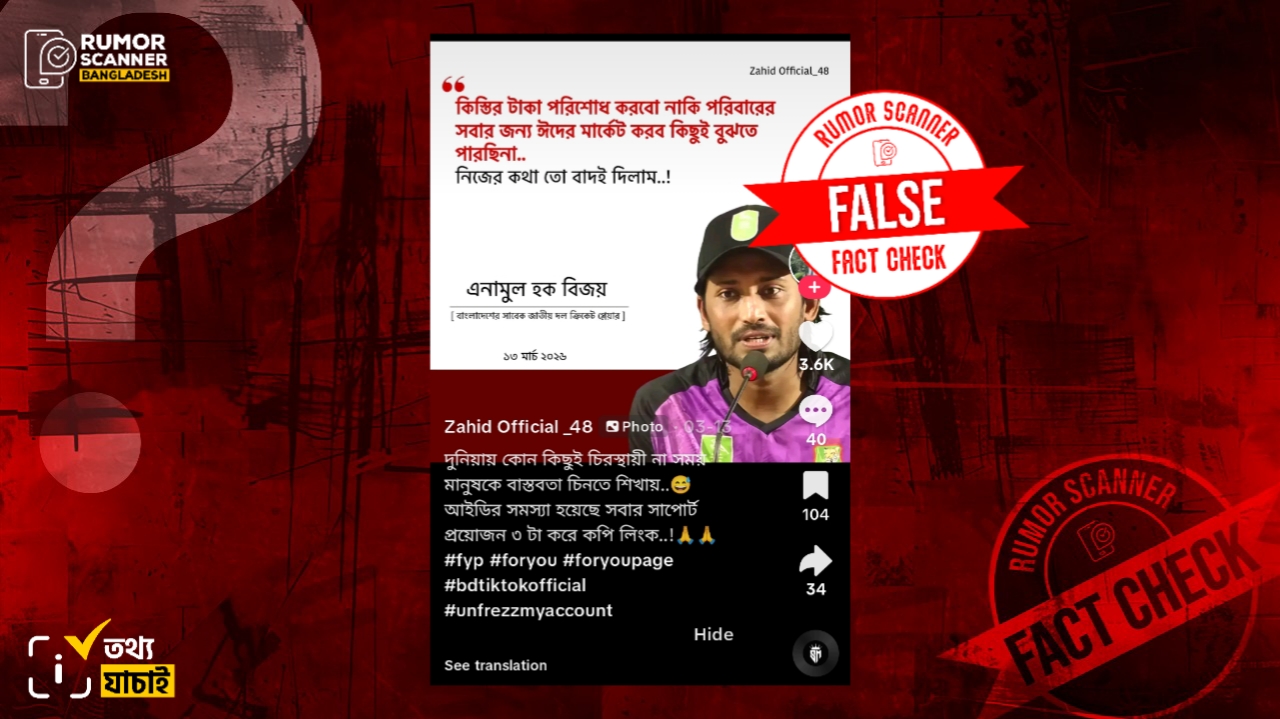 RUMOR
SCANNER
BANGLADESH
Zahid Official_48
“
কিস্তির টাকা পরিশোধ করবো নাকি পরিবারের
সবার জন্য ঈদের মার্কেট করব কিছুই বুঝতে
পারছিনা..
নিজের কথা তো বাদই দিলাম..!
এনামুল হক বিজয়
[ বাংলাদেশের সাবেক জাতীয় দল ক্রিকেট প্লেয়ার ]
১৩ মার্চ ২০২৬
RUMOR SCANNER
FALSE
FACT CHECK
3.6K
40
104
34
Zahid Official _48 Photo · 03-13
দুনিয়ায় কোন কিছুই চিরস্থায়ী না সময়
মানুষকে বাস্তবতা চিনতে শিখায়..😅
আইডির সমস্যা হয়েছে সবার সাপোর্ট
প্রয়োজন ৩ টা করে কপি লিংক..!🙏🙏
#fyp #foryou #foryoupage
#bdtiktokofficial
#unfrezzmyaccount
Hide
See translation
RUMOR SCANNER
FACT CHECK
তথ্য
যাচাই